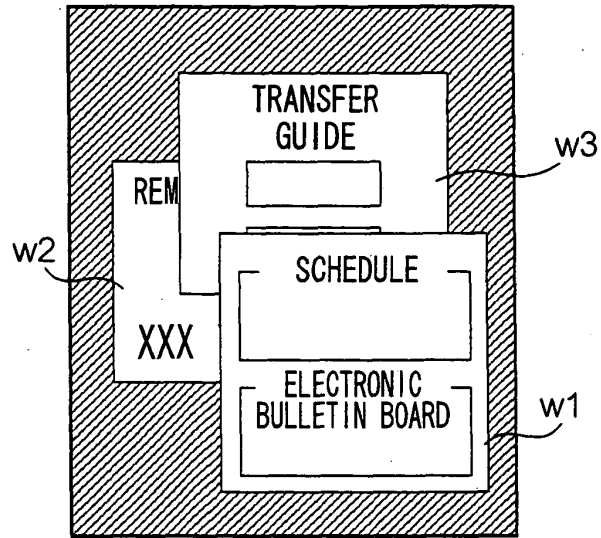 TRANSFER
GUIDE
w3
REM
w2
SCHEDULE
XXX
ELECTRONIC
BULLETIN BOARD
w1